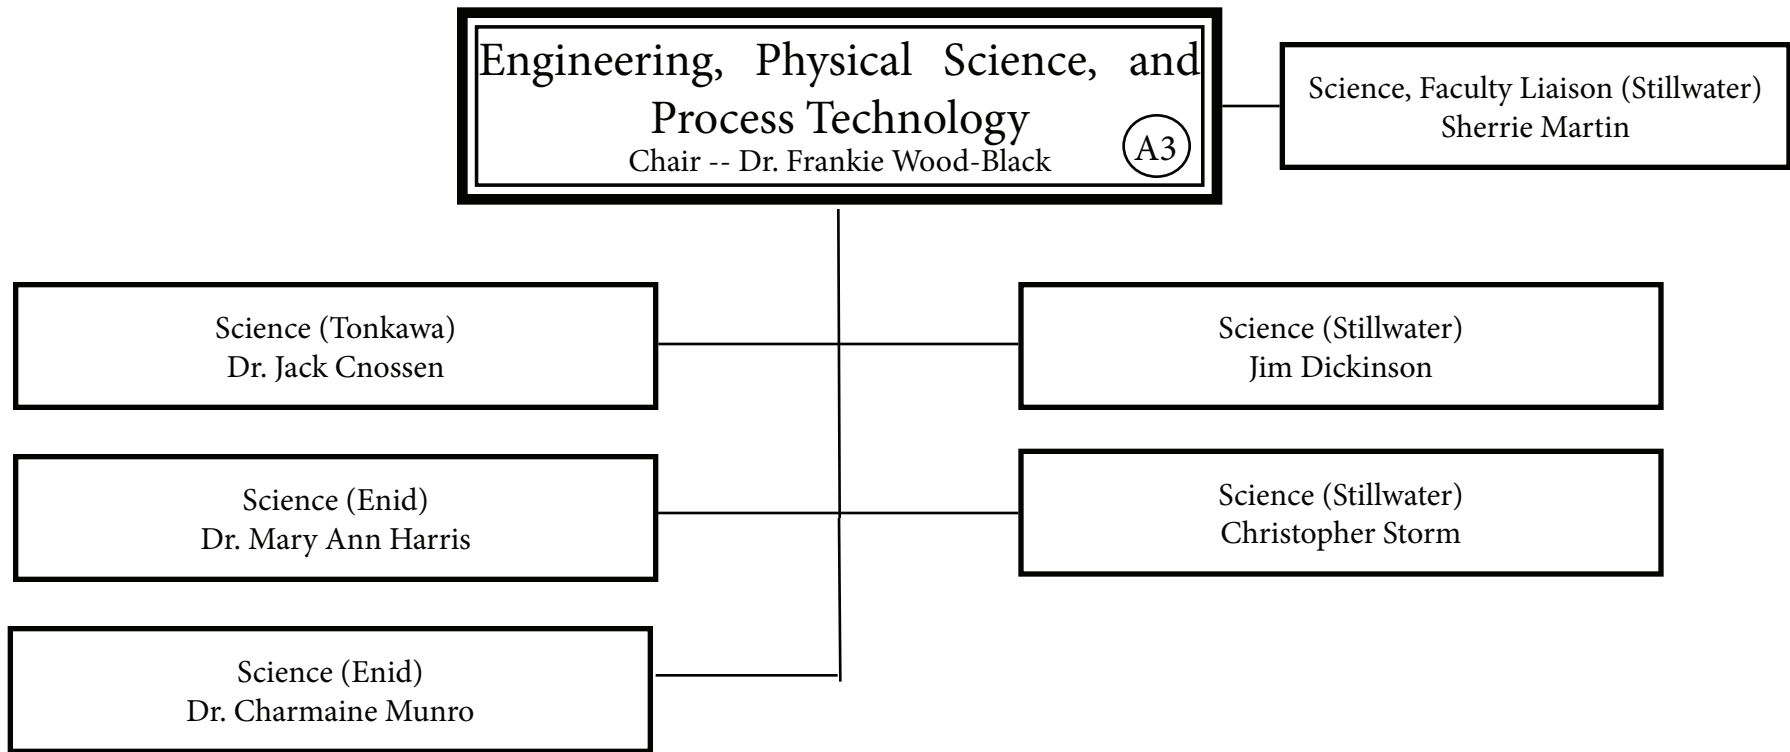 Engineering, Physical Science, and
Process Technology
Chair -- Dr. Frankie Wood-Black
A3
Science, Faculty Liaison (Stillwater)
Sherrie Martin
Science (Tonkawa)
Dr. Jack Cnossen
Science (Stillwater)
Jim Dickinson
Science (Enid)
Dr. Mary Ann Harris
Science (Stillwater)
Christopher Storm
Science (Enid)
Dr. Charmaine Munro